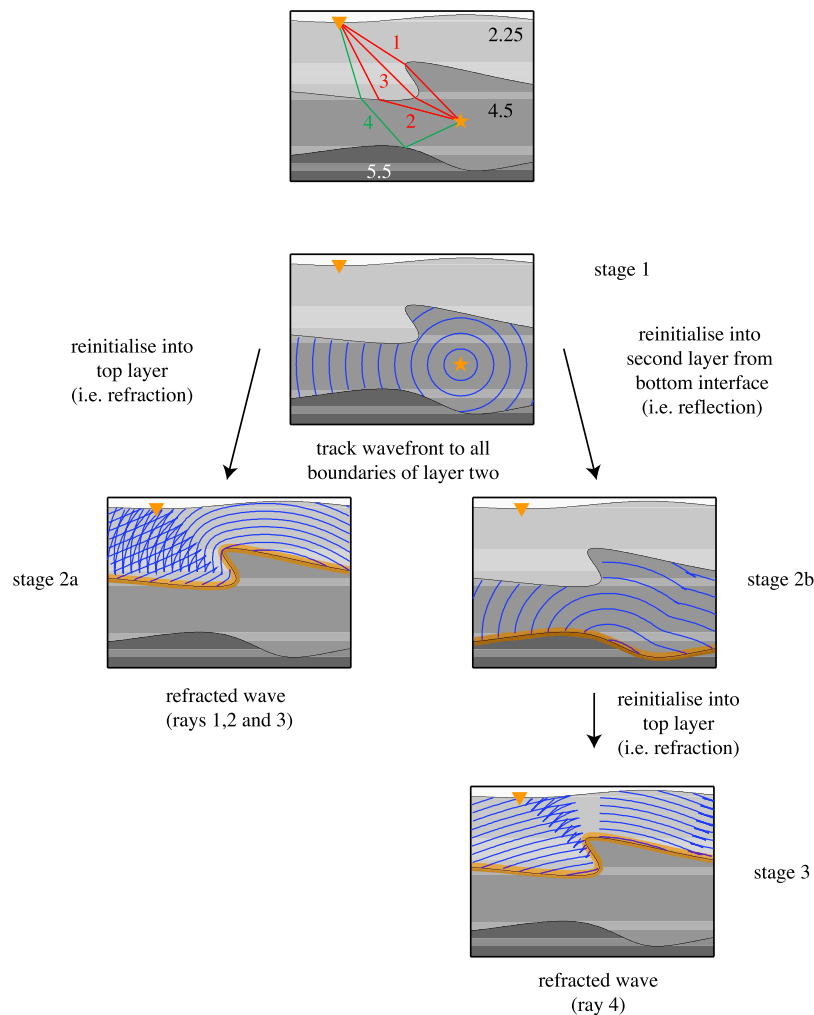 1
2.25
3
4.5
4
2
5.5
stage 1
reinitialise into
top layer
(i.e. refraction)
reinitialise into
second layer from
bottom interface
(i.e. reflection)
track wavefront to all
boundaries of layer two
stage 2a
stage 2b
refracted wave
(rays 1,2 and 3)
reinitialise into
top layer
(i.e. refraction)
stage 3
refracted wave
(ray 4)